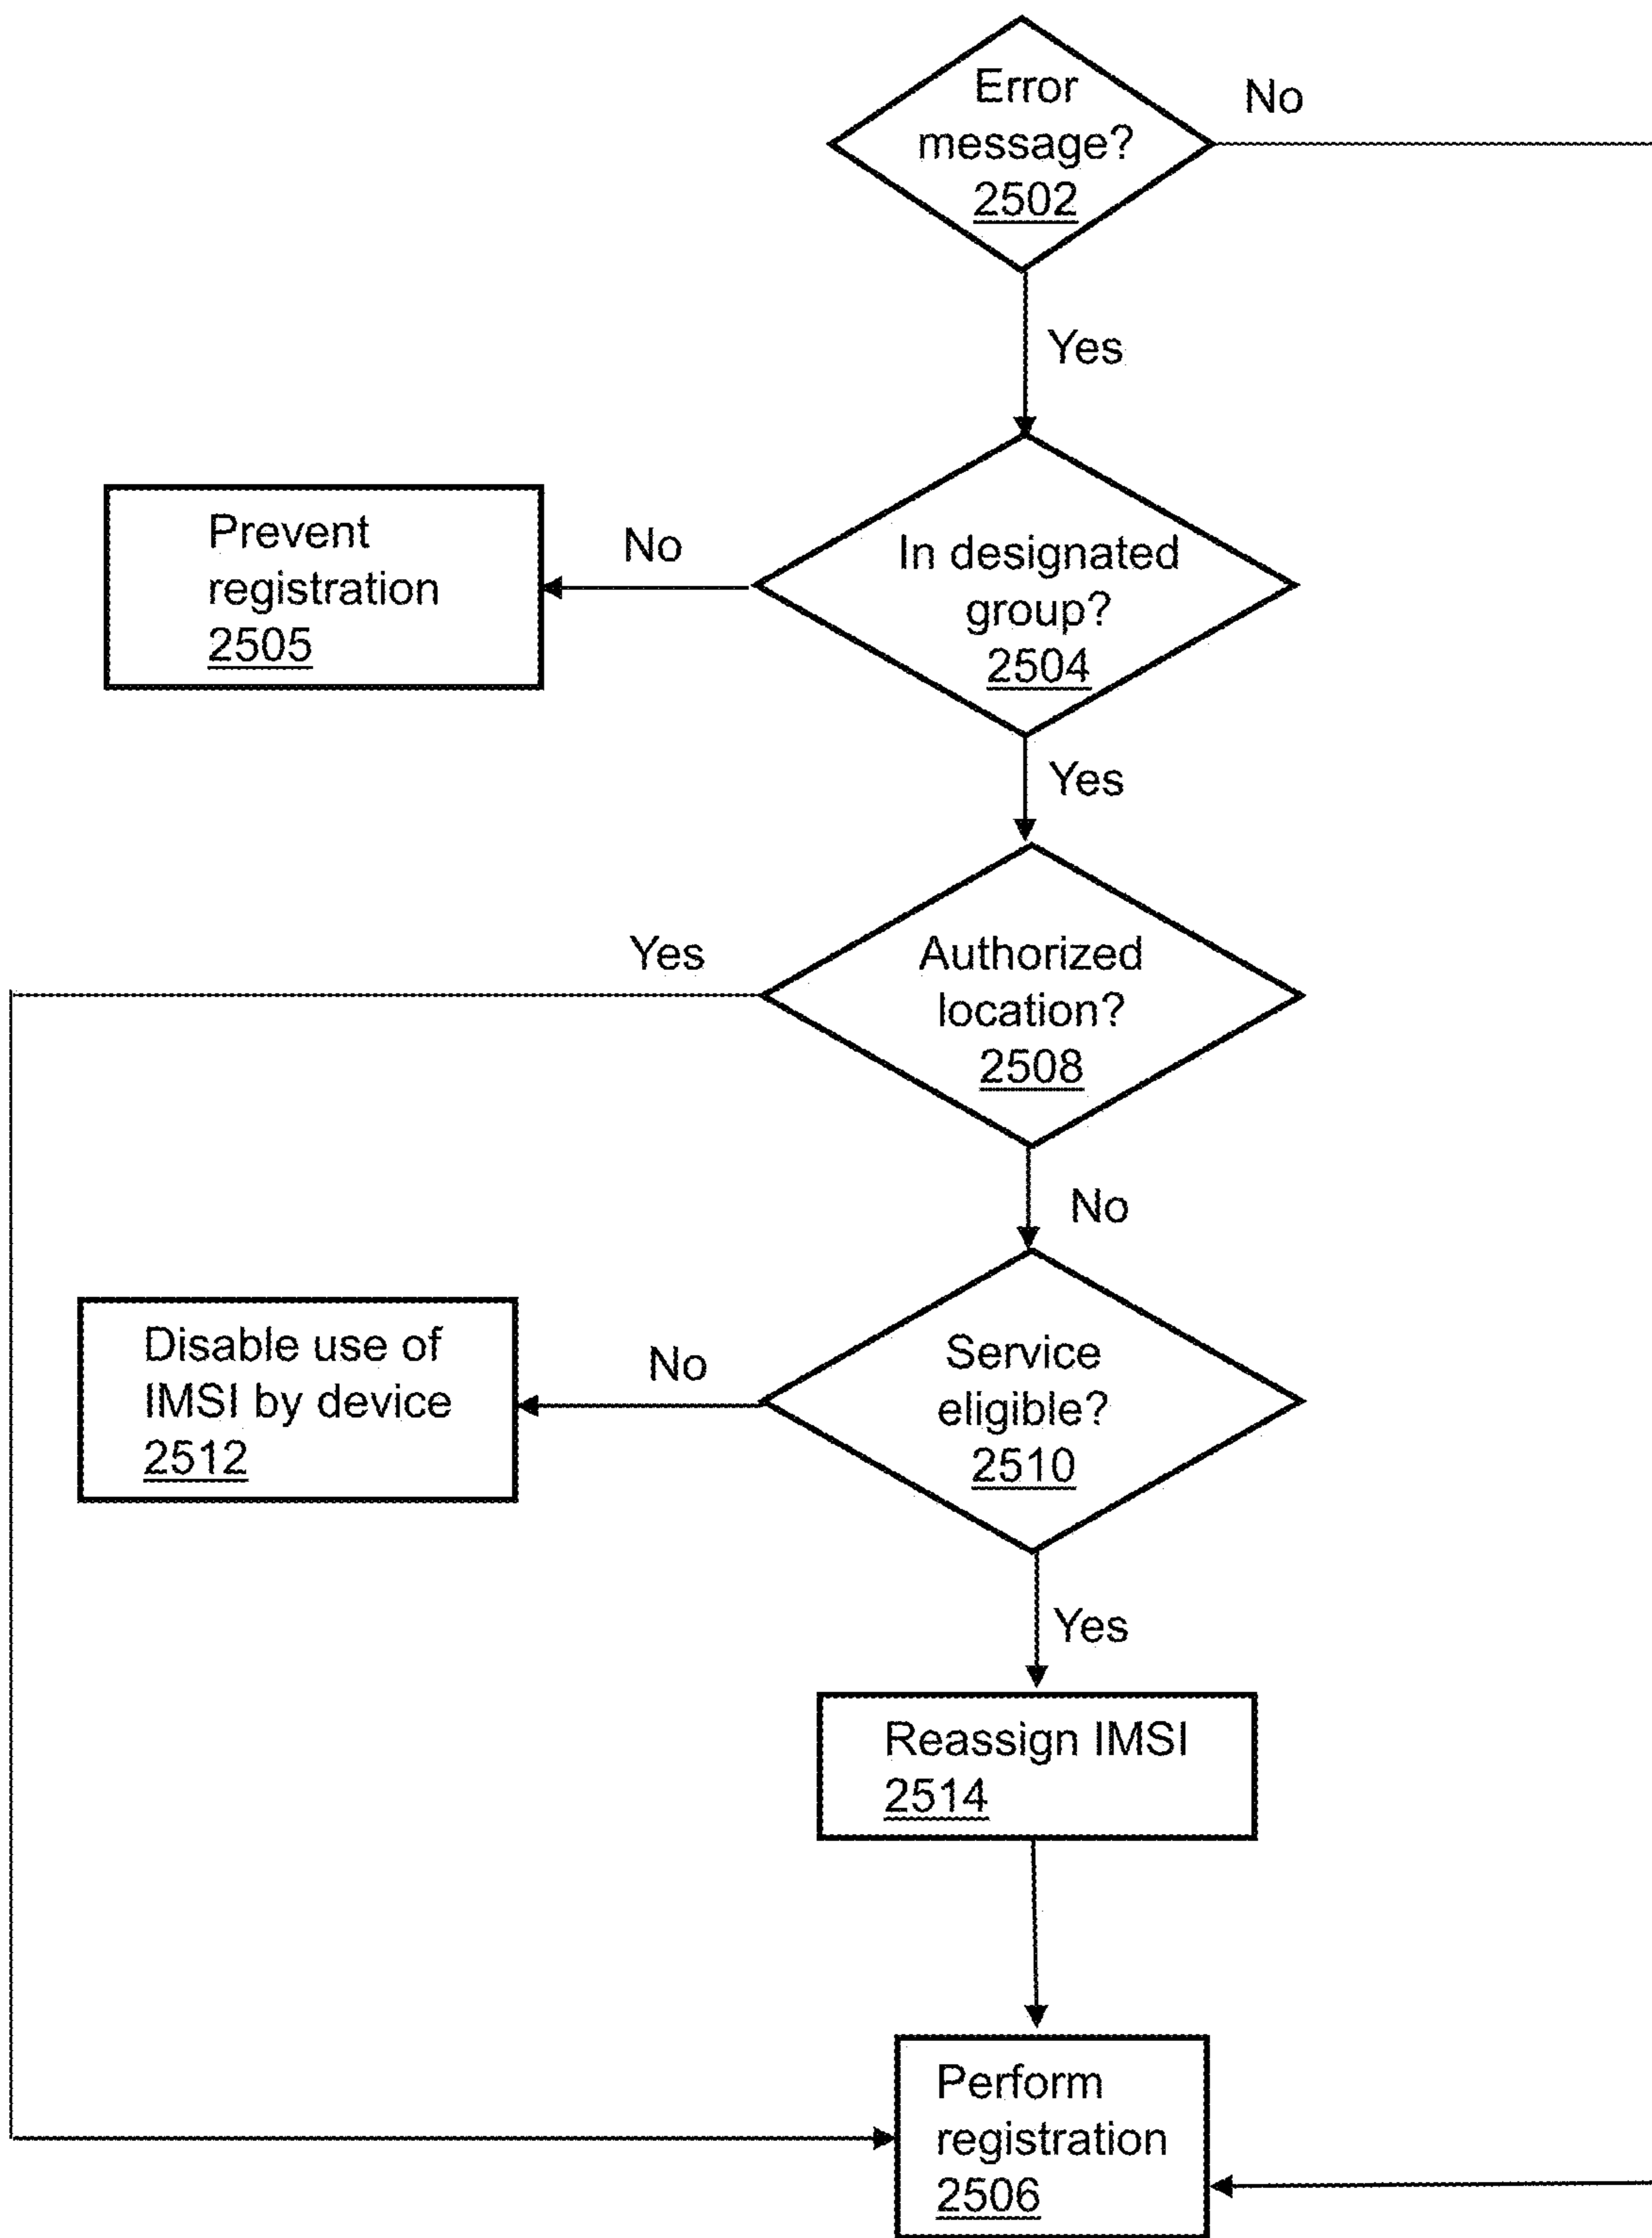 Error
message?
2502
No
Yes
Prevent
registration
2505
No
In designated
group?
2504
Yes
Yes
Authorized
location?
2508
No
Disable use of
IMSI by device
2512
No
Service
eligible?
2510
Yes
Reassign IMSI
2514
Perform
registration
2506